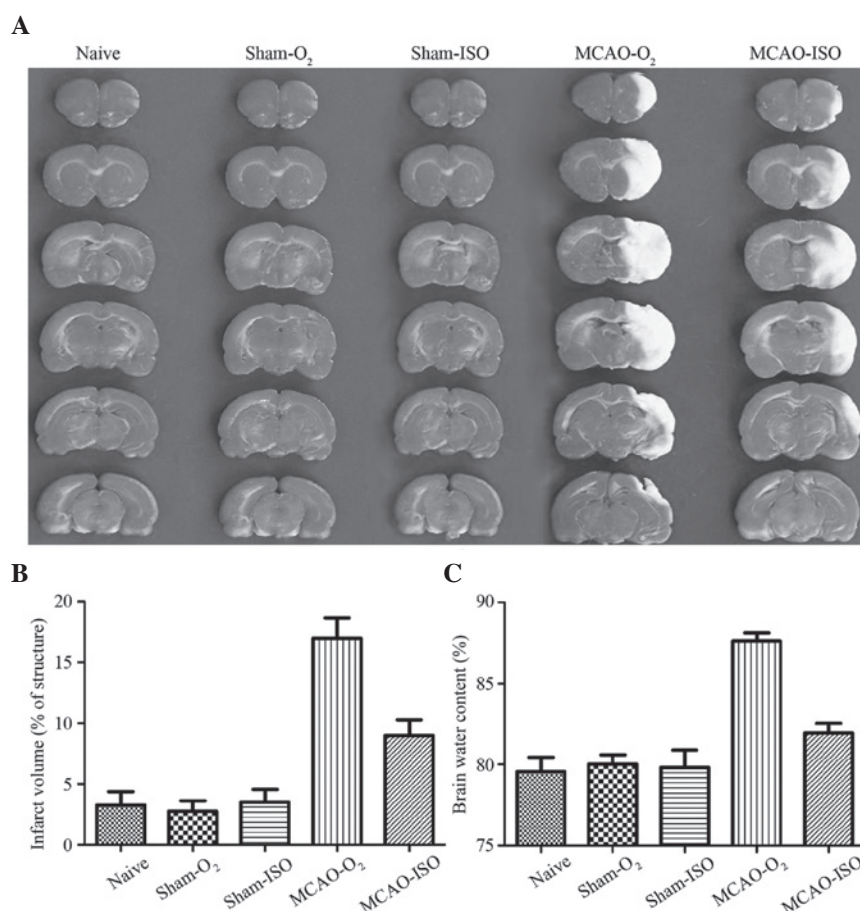 A
Naive Sham-O₂ Sham-ISO MCAO-O₂ MCAO-ISO
B
Infarct volume (% of structure)
20
15
10
5
0
Naive Sham-O₂ Sham-ISO MCAO-O₂ MCAO-ISO
C
Brain water content (%)
90
85
80
75
Naive Sham-O₂ Sham-ISO MCAO-O₂ MCAO-ISO